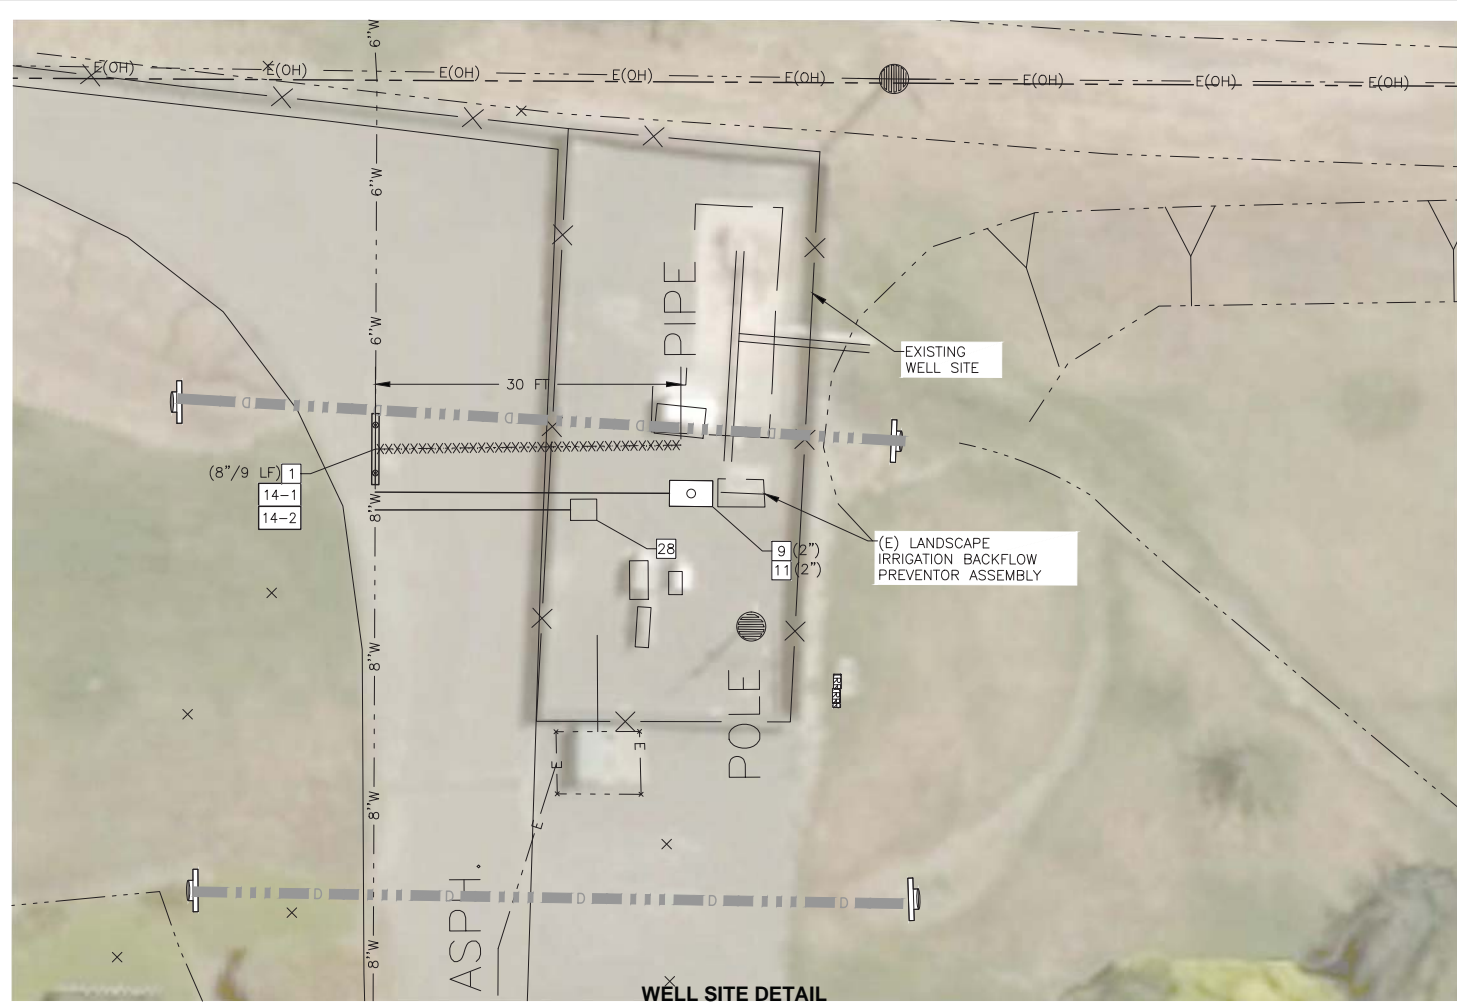 6"W
E(OH)
E(OH)
E(OH)
E(OH)
E(OH)
E(OH)
E(OH)
E(OH)
6"W
6"W
PIPE
EXISTING
WELL SITE
30 FT
D
D
D
D
D
(8"/9 LF) 1
14-1
14-2
8"W
28
9 (2")
11 (2")
(E) LANDSCAPE
IRRIGATION BACKFLOW
PREVENTOR ASSEMBLY
8"W
POLE
E
E
E
8"W
ASPH.
D
D
D
D
D
8"W
WELL SITE DETAIL